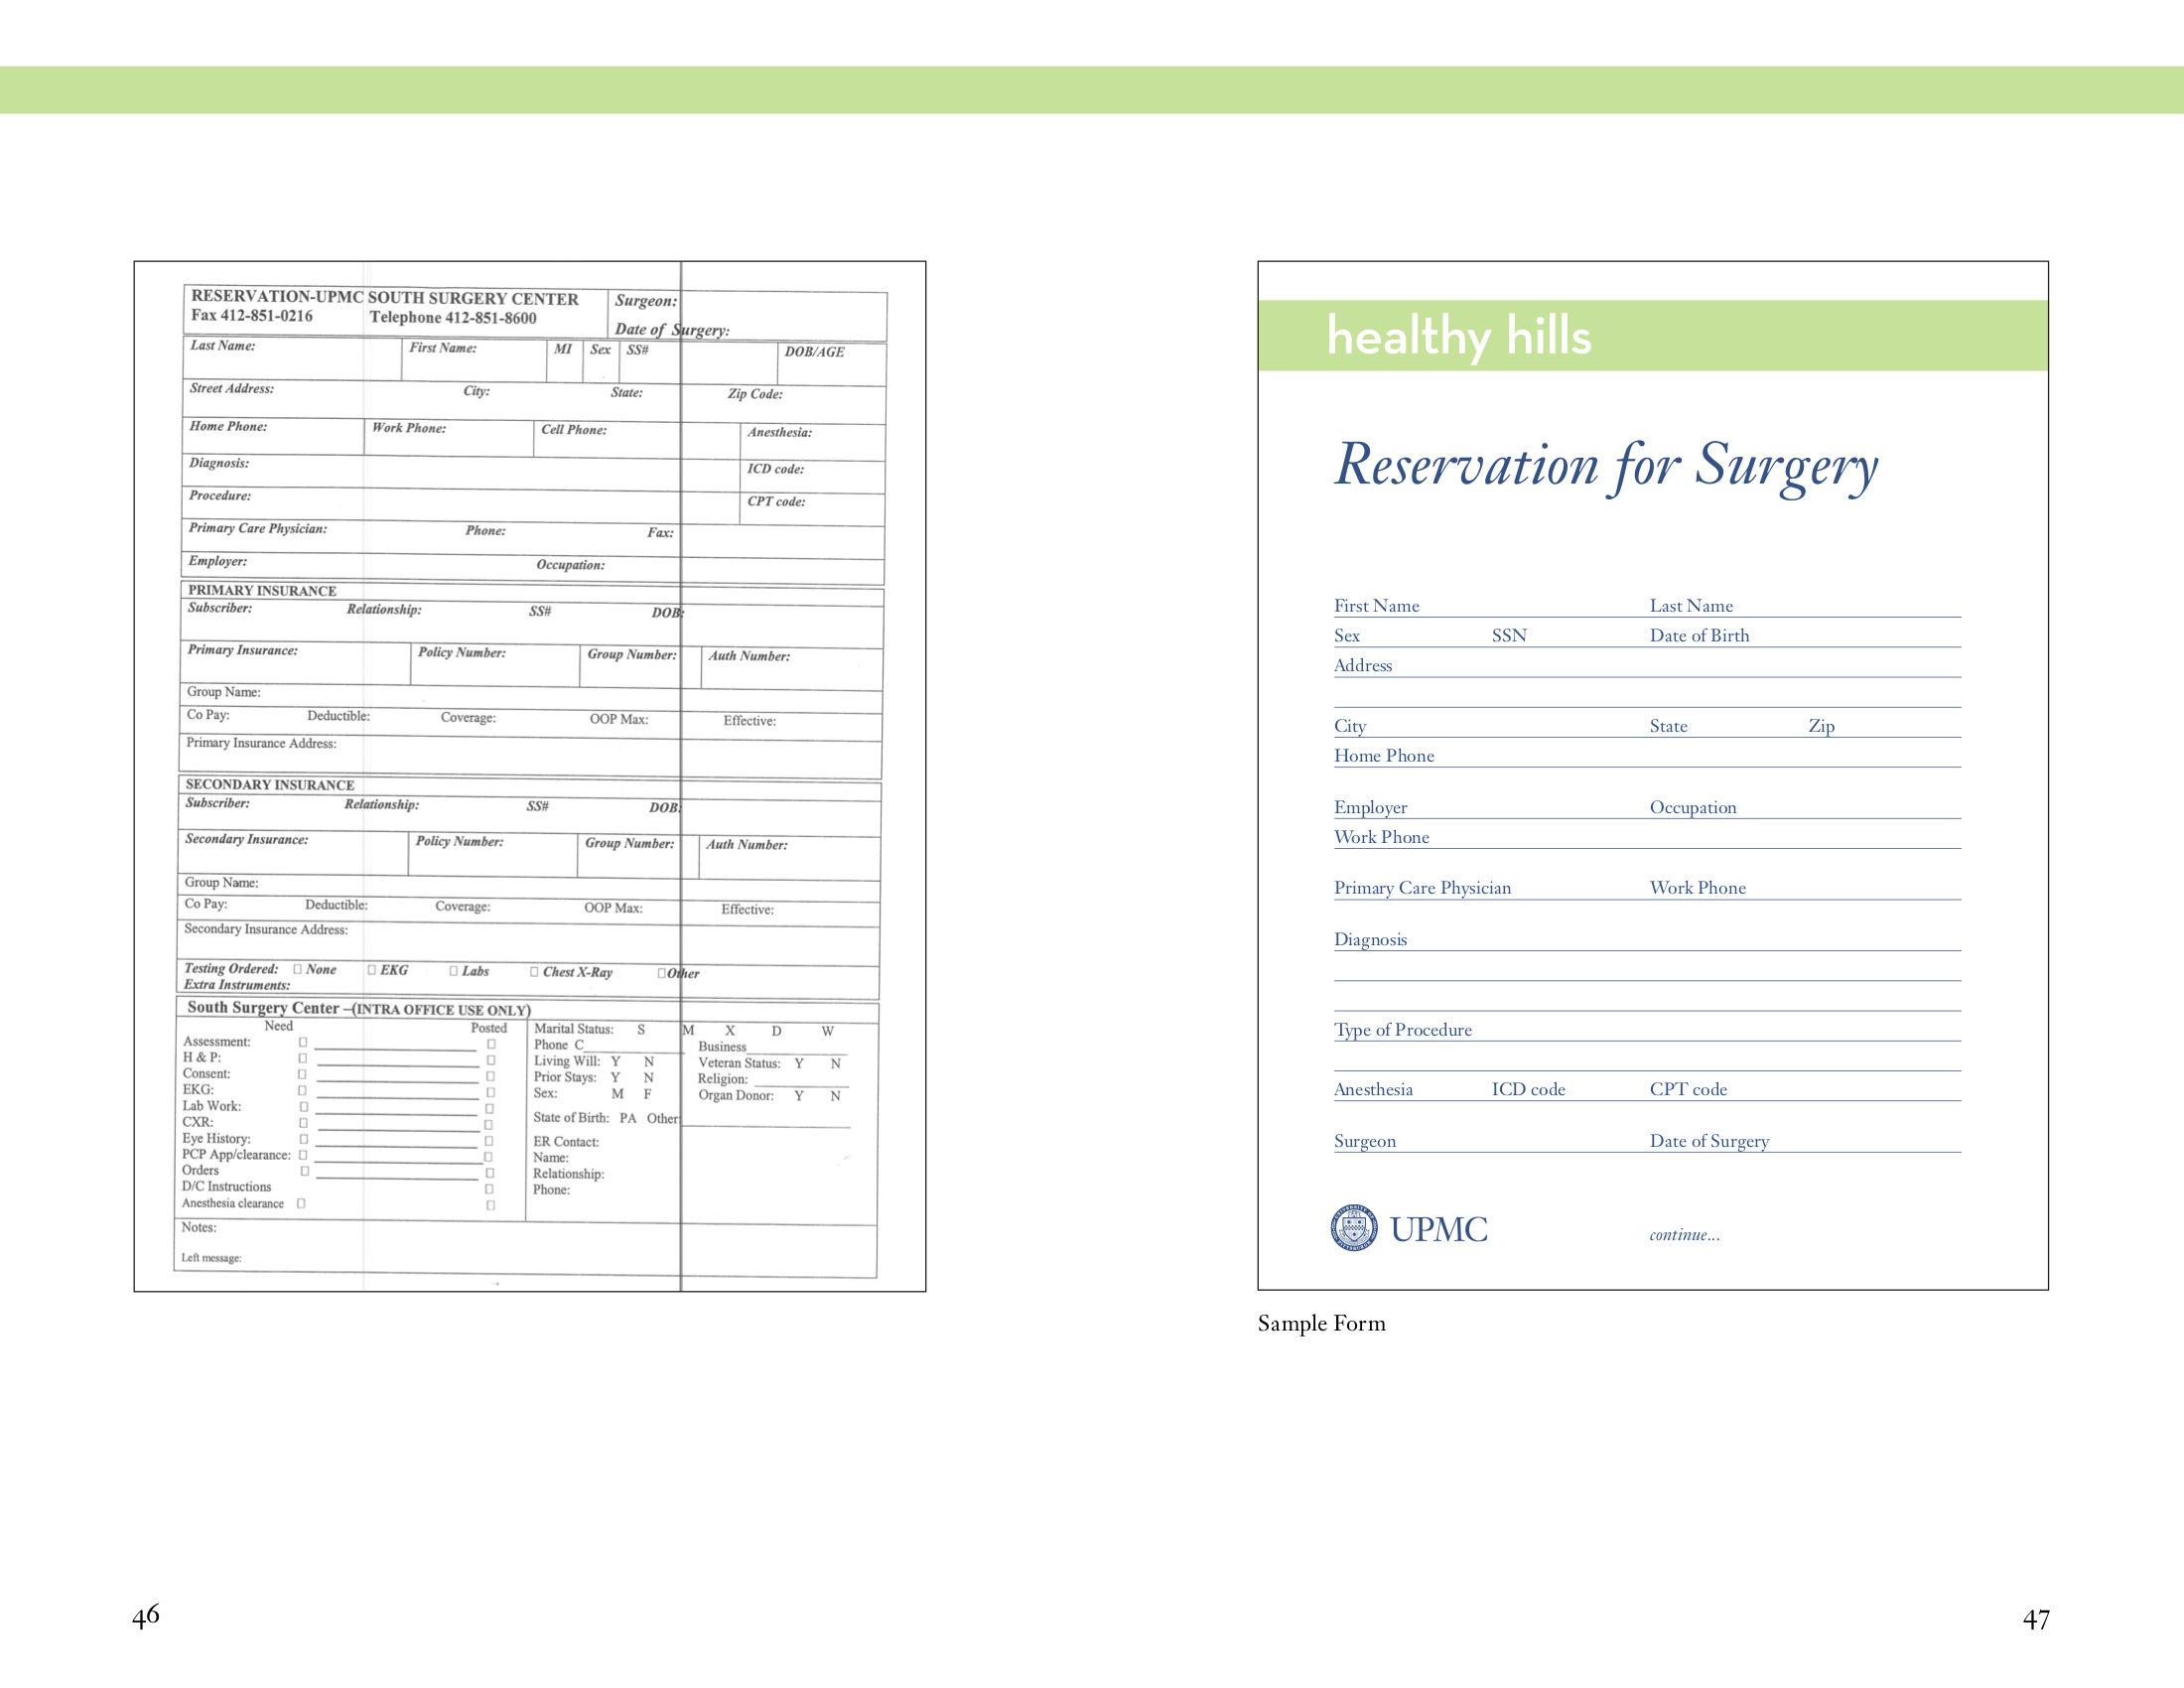 RESERVATION-UPMC SOUTH SURGERY CENTER
Fax 412-851-0216 Telephone 412-851-8600
Surgeon:
Date of Surgery:
Last Name: First Name: MI Sex SS# DOB/AGE
Street Address: City: State: Zip Code:
Home Phone: Work Phone: Cell Phone: Anesthesia:
Diagnosis: ICD code:
Procedure: CPT code:
Primary Care Physician: Phone: Fax:
Employer: Occupation:
PRIMARY INSURANCE
Subscriber: Relationship: SS# DOB:
Primary Insurance: Policy Number: Group Number: Auth Number:
Group Name:
Co Pay: Deductible: Coverage: OOP Max: Effective:
Primary Insurance Address:
SECONDARY INSURANCE
Subscriber: Relationship: SS# DOB:
Secondary Insurance: Policy Number: Group Number: Auth Number:
Group Name:
Co Pay: Deductible: Coverage: OOP Max: Effective:
Secondary Insurance Address:
Testing Ordered: □ None □ EKG □ Labs □ Chest X-Ray □ Other
Extra Instruments:
South Surgery Center –(INTRA OFFICE USE ONLY)
Need Posted
Assessment: □ □
H & P: □ □
Consent: □ □
EKG: □ □
Lab Work: □ □
CXR: □ □
Eye History: □ □
PCP App/clearance: □ □
Orders □ □
D/C Instructions □
Anesthesia clearance □ □
Marital Status: S M X D W
Phone C Business
Living Will: Y N Veteran Status: Y N
Prior Stays: Y N Religion:
Sex: M F Organ Donor: Y N
State of Birth: PA Other:
ER Contact:
Name:
Relationship:
Phone:
Notes:
Left message:
46
healthy hills
Reservation for Surgery
First Name Last Name
Sex SSN Date of Birth
Address
City State Zip
Home Phone
Employer Occupation
Work Phone
Primary Care Physician Work Phone
Diagnosis
Type of Procedure
Anesthesia ICD code CPT code
Surgeon Date of Surgery
UPMC continue...
Sample Form
47